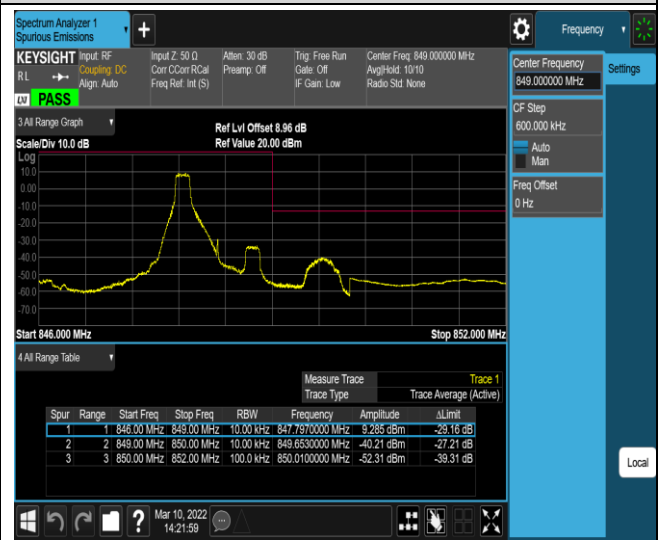 Spectrum Analyzer 1
Spurious Emissions
Frequency
KEYSIGHT
RL
Input: RF
Coupling: DC
Align: Auto
Input Z: 50 Ω
Corr CCorr RCal
Freq Ref: Int (S)
Atten: 30 dB
Preamp: Off
Trig: Free Run
Gate: Off
IF Gain: Low
Center Freq: 849.000000 MHz
Avg|Hold: 10/10
Radio Std: None
LXI PASS
Center Frequency
849.000000 MHz
Settings
CF Step
600.000 kHz
Auto
Man
Freq Offset
0 Hz
3 All Range Graph
Scale/Div 10.0 dB
Ref Lvl Offset 8.96 dB
Ref Value 20.00 dBm
Log
10.0
0.00
-10.0
-20.0
-30.0
-40.0
-50.0
-60.0
-70.0
Start 846.000 MHz
Stop 852.000 MHz
4 All Range Table
Measure Trace Trace 1
Trace Type Trace Average (Active)
Spur Range Start Freq Stop Freq RBW Frequency Amplitude ΔLimit
1 1 846.00 MHz 849.00 MHz 10.00 kHz 847.7970000 MHz 9.285 dBm -29.16 dB
2 2 849.00 MHz 850.00 MHz 10.00 kHz 849.6530000 MHz -40.21 dBm -27.21 dB
3 3 850.00 MHz 852.00 MHz 100.0 kHz 850.0100000 MHz -52.31 dBm -39.31 dB
Local
Mar 10, 2022
14:21:59